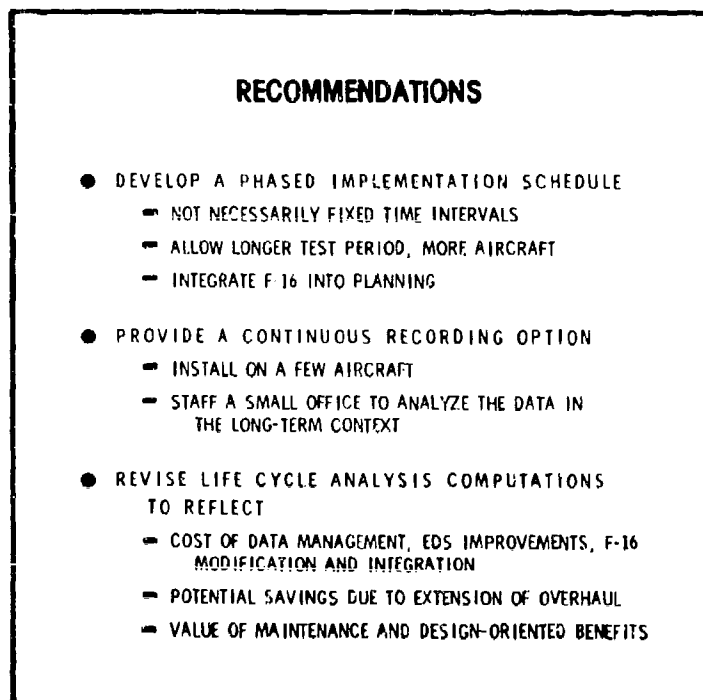 RECOMMENDATIONS
● DEVELOP A PHASED IMPLEMENTATION SCHEDULE
– NOT NECESSARILY FIXED TIME INTERVALS
– ALLOW LONGER TEST PERIOD, MORE AIRCRAFT
– INTEGRATE F-16 INTO PLANNING
● PROVIDE A CONTINUOUS RECORDING OPTION
– INSTALL ON A FEW AIRCRAFT
– STAFF A SMALL OFFICE TO ANALYZE THE DATA IN
THE LONG-TERM CONTEXT
● REVISE LIFE CYCLE ANALYSIS COMPUTATIONS
TO REFLECT
– COST OF DATA MANAGEMENT, EDS IMPROVEMENTS, F-16
MODIFICATION AND INTEGRATION
– POTENTIAL SAVINGS DUE TO EXTENSION OF OVERHAUL
– VALUE OF MAINTENANCE AND DESIGN-ORIENTED BENEFITS